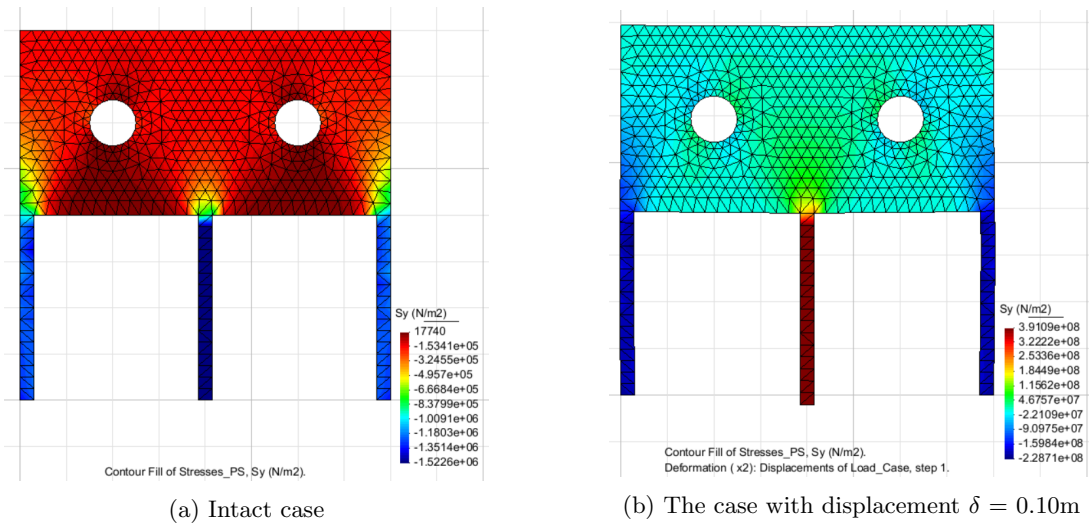 Sy (N/m2)
17740
-1.5341e+05
-3.2455e+05
-4.957e+05
-6.6684e+05
-8.3799e+05
-1.0091e+06
-1.1803e+06
-1.3514e+06
-1.5226e+06
Contour Fill of Stresses_PS, Sy (N/m2).
(a) Intact case
Sy (N/m2)
3.9109e+08
3.2222e+08
2.5336e+08
1.8449e+08
1.1562e+08
4.6757e+07
-2.2109e+07
-9.0975e+07
-1.5984e+08
-2.2871e+08
Contour Fill of Stresses_PS, Sy (N/m2).
Deformation ( x2): Displacements of Load_Case, step 1.
(b) The case with displacement δ = 0.10m